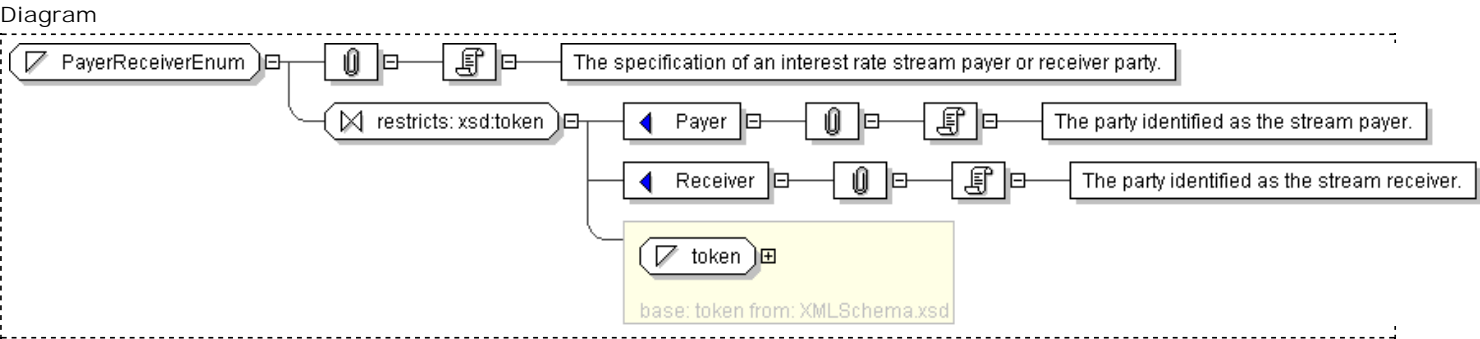 Diagram
PayerReceiverEnum
The specification of an interest rate stream payer or receiver party.
restricts: xsd:token
Payer
The party identified as the stream payer.
Receiver
The party identified as the stream receiver.
token
base: token from: XMLSchema.xsd